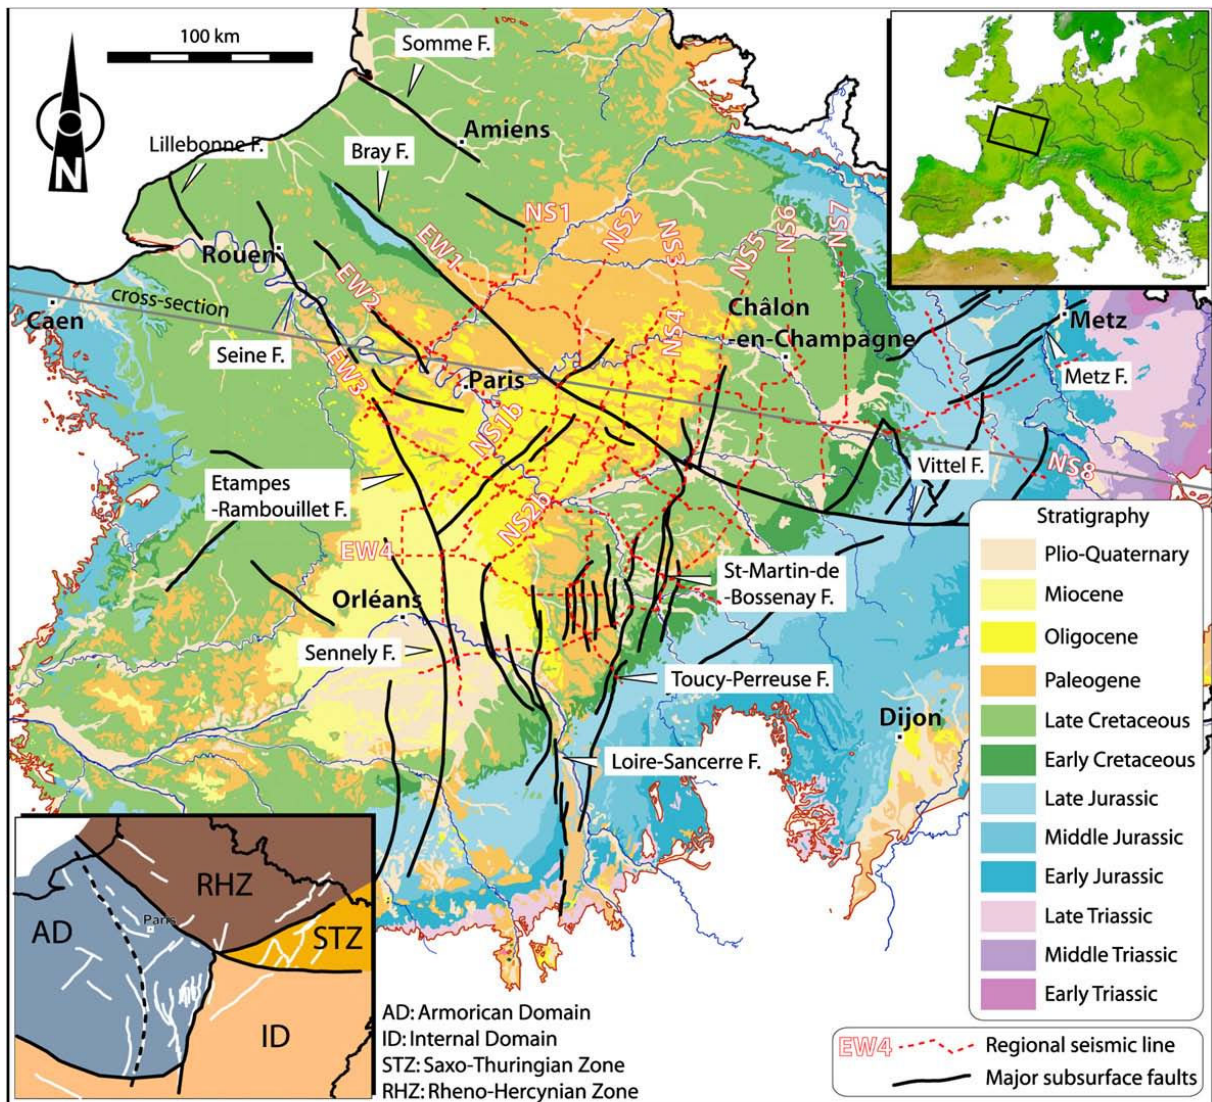 100 km
Somme F.
N
Amiens
Lillebonne F.
Bray F.
NS1
NS2
NS3
NS5
NS6
NS7
EW1
Rouen
EW2
cross-section
Caen
Châlon
-en-Champagne
NS4
Metz
Seine F.
EW3
Paris
Metz F.
NS1b
Vittel F.
NS8
Etampes
-Rambouillet F.
NS2b
EW4
St-Martin-de
-Bossenay F.
Orléans
Sennely F.
Toucy-Perreuse F.
Dijon
Loire-Sancerre F.
Stratigraphy
Plio-Quaternary
Miocene
Oligocene
Paleogene
Late Cretaceous
Early Cretaceous
Late Jurassic
Middle Jurassic
Early Jurassic
Late Triassic
Middle Triassic
Early Triassic
RHZ
Paris
AD
STZ
ID
AD: Armorican Domain
ID: Internal Domain
STZ: Saxo-Thuringian Zone
RHZ: Rheno-Hercynian Zone
EW4 Regional seismic line
Major subsurface faults